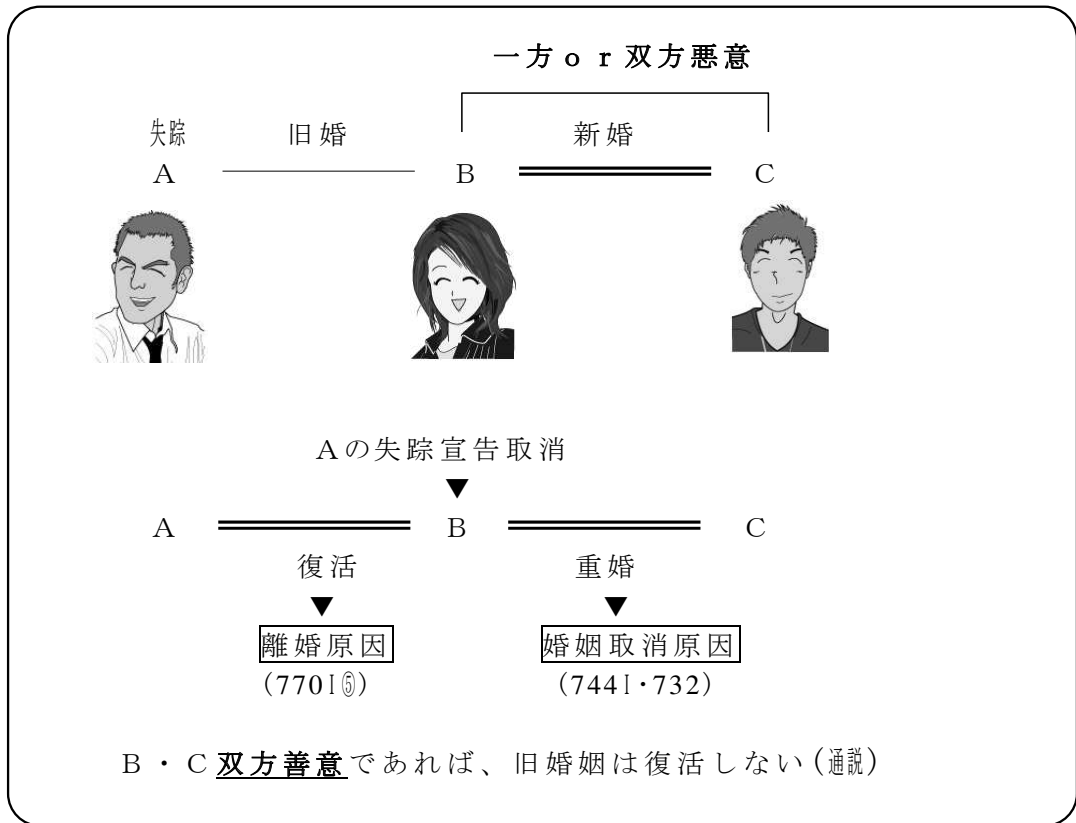 一方or双方悪意
失踪 旧婚 新婚
A B C
Aの失踪宣告取消
▼
A B C
復活 重婚
▼ ▼
離婚原因 婚姻取消原因
(770Ⅰ⑤) (744Ⅰ・732)
B・C双方善意であれば、旧婚姻は復活しない(通説)